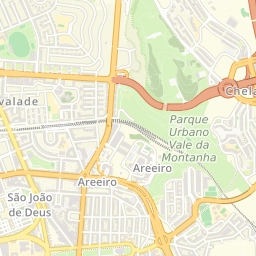 valade
Chela
Parque
Urbano
Vale da
Montanha
Areeiro
Areeiro
São João
de Deus